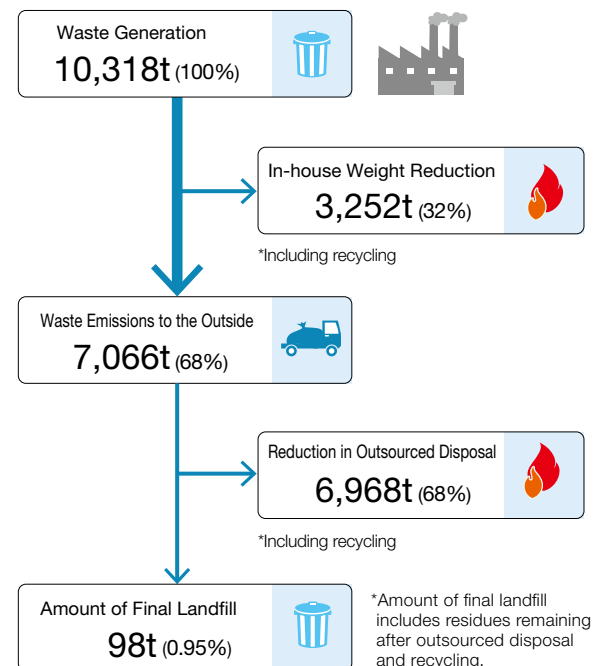 Waste Generation
10,318t (100%)
In-house Weight Reduction
3,252t (32%)
*Including recycling
Waste Emissions to the Outside
7,066t (68%)
Reduction in Outsourced Disposal
6,968t (68%)
*Including recycling
Amount of Final Landfill
98t (0.95%)
*Amount of final landfill
includes residues remaining
after outsourced disposal
and recycling.